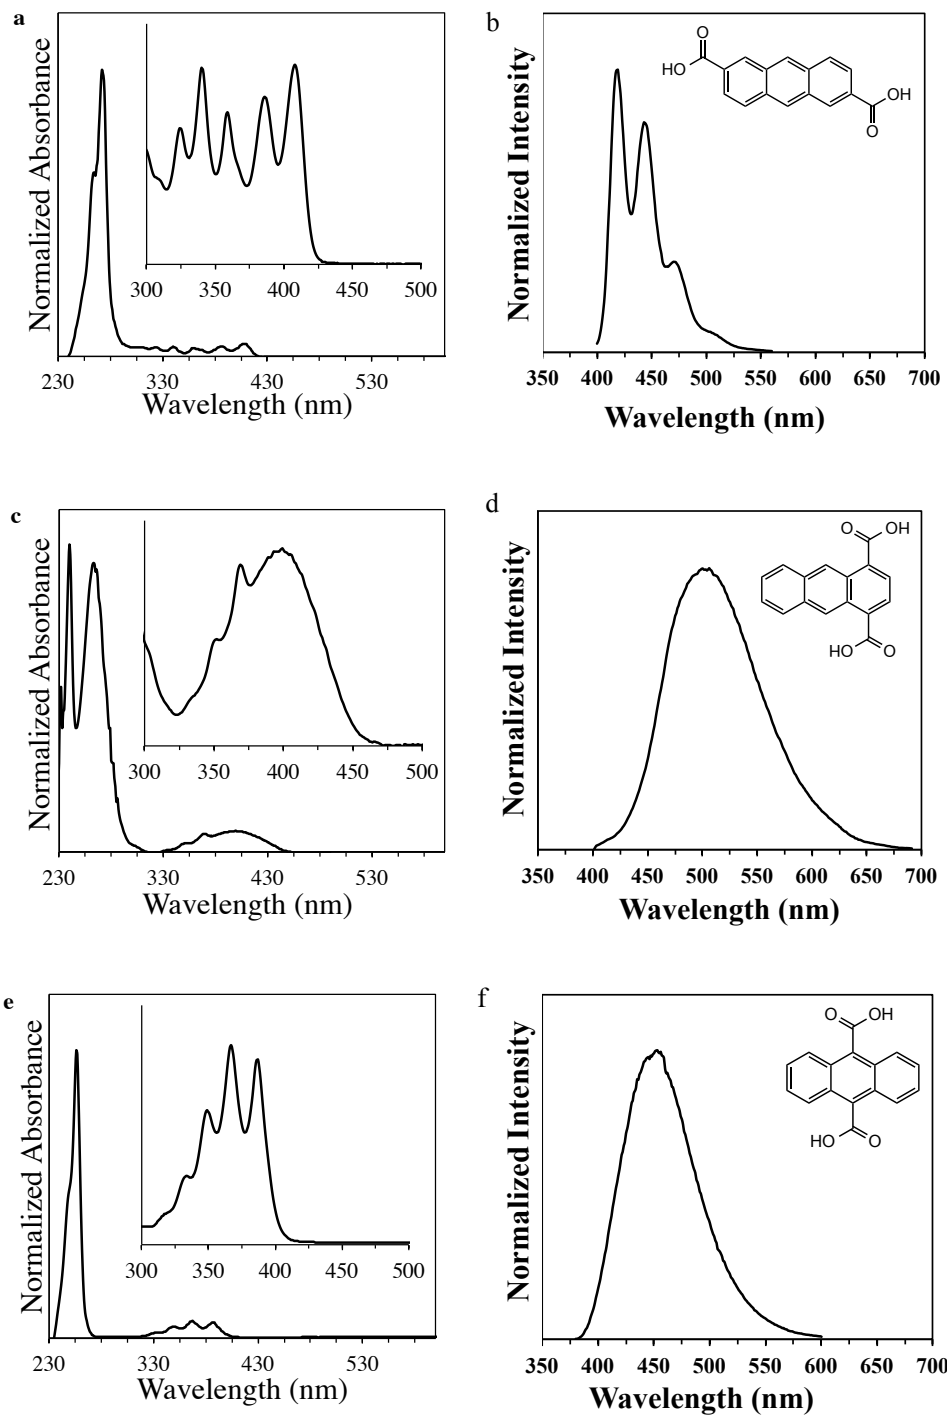 a
Normalized Absorbance
300 350 400 450 500
230 330 430 530
Wavelength (nm)
b
Normalized Intensity
O
HO
OH
O
350 400 450 500 550 600 650 700
Wavelength (nm)
c
Normalized Absorbance
300 350 400 450 500
230 330 430 530
Wavelength (nm)
d
Normalized Intensity
O OH
HO O
350 400 450 500 550 600 650 700
Wavelength (nm)
e
Normalized Absorbance
300 350 400 450 500
230 330 430 530
Wavelength (nm)
f
Normalized Intensity
O OH
HO O
350 400 450 500 550 600 650 700
Wavelength (nm)